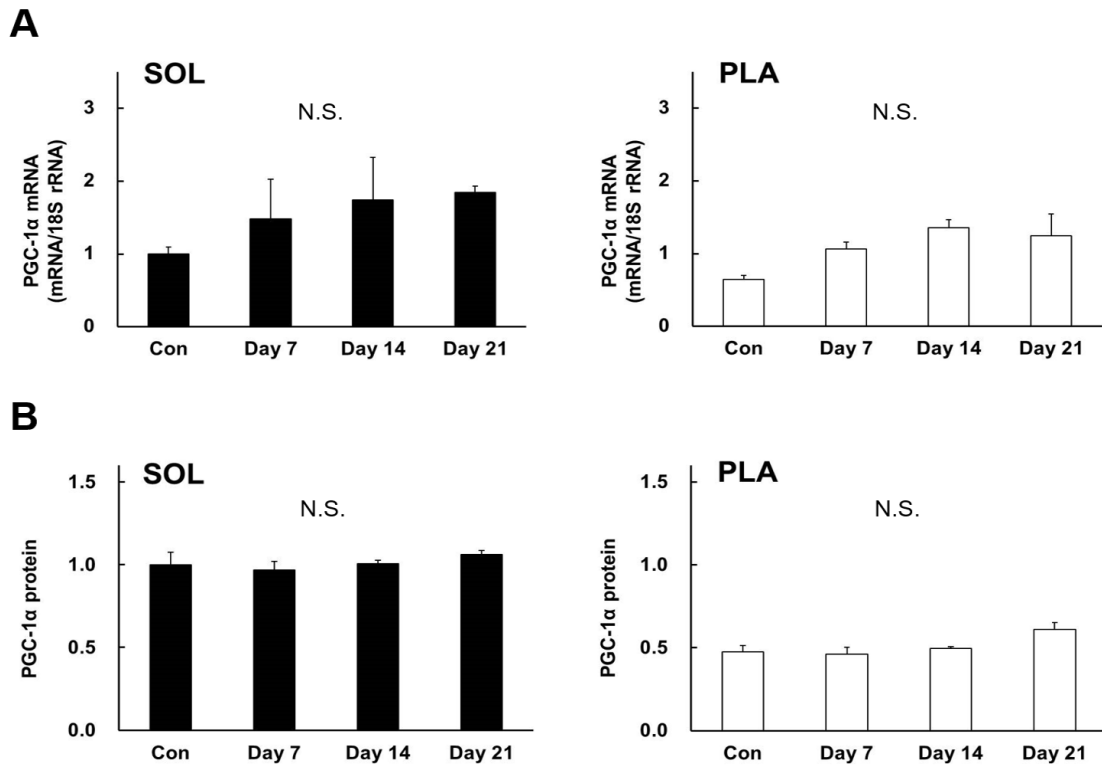 A
SOL
N.S.
PGC-1α mRNA
(mRNA/18S rRNA)
3
2
1
0
Con Day 7 Day 14 Day 21
PLA
N.S.
PGC-1α mRNA
(mRNA/18S rRNA)
3
2
1
0
Con Day 7 Day 14 Day 21
B
SOL
N.S.
PGC-1α protein
1.5
1.0
0.5
0.0
Con Day 7 Day 14 Day 21
PLA
N.S.
PGC-1α protein
1.5
1.0
0.5
0.0
Con Day 7 Day 14 Day 21